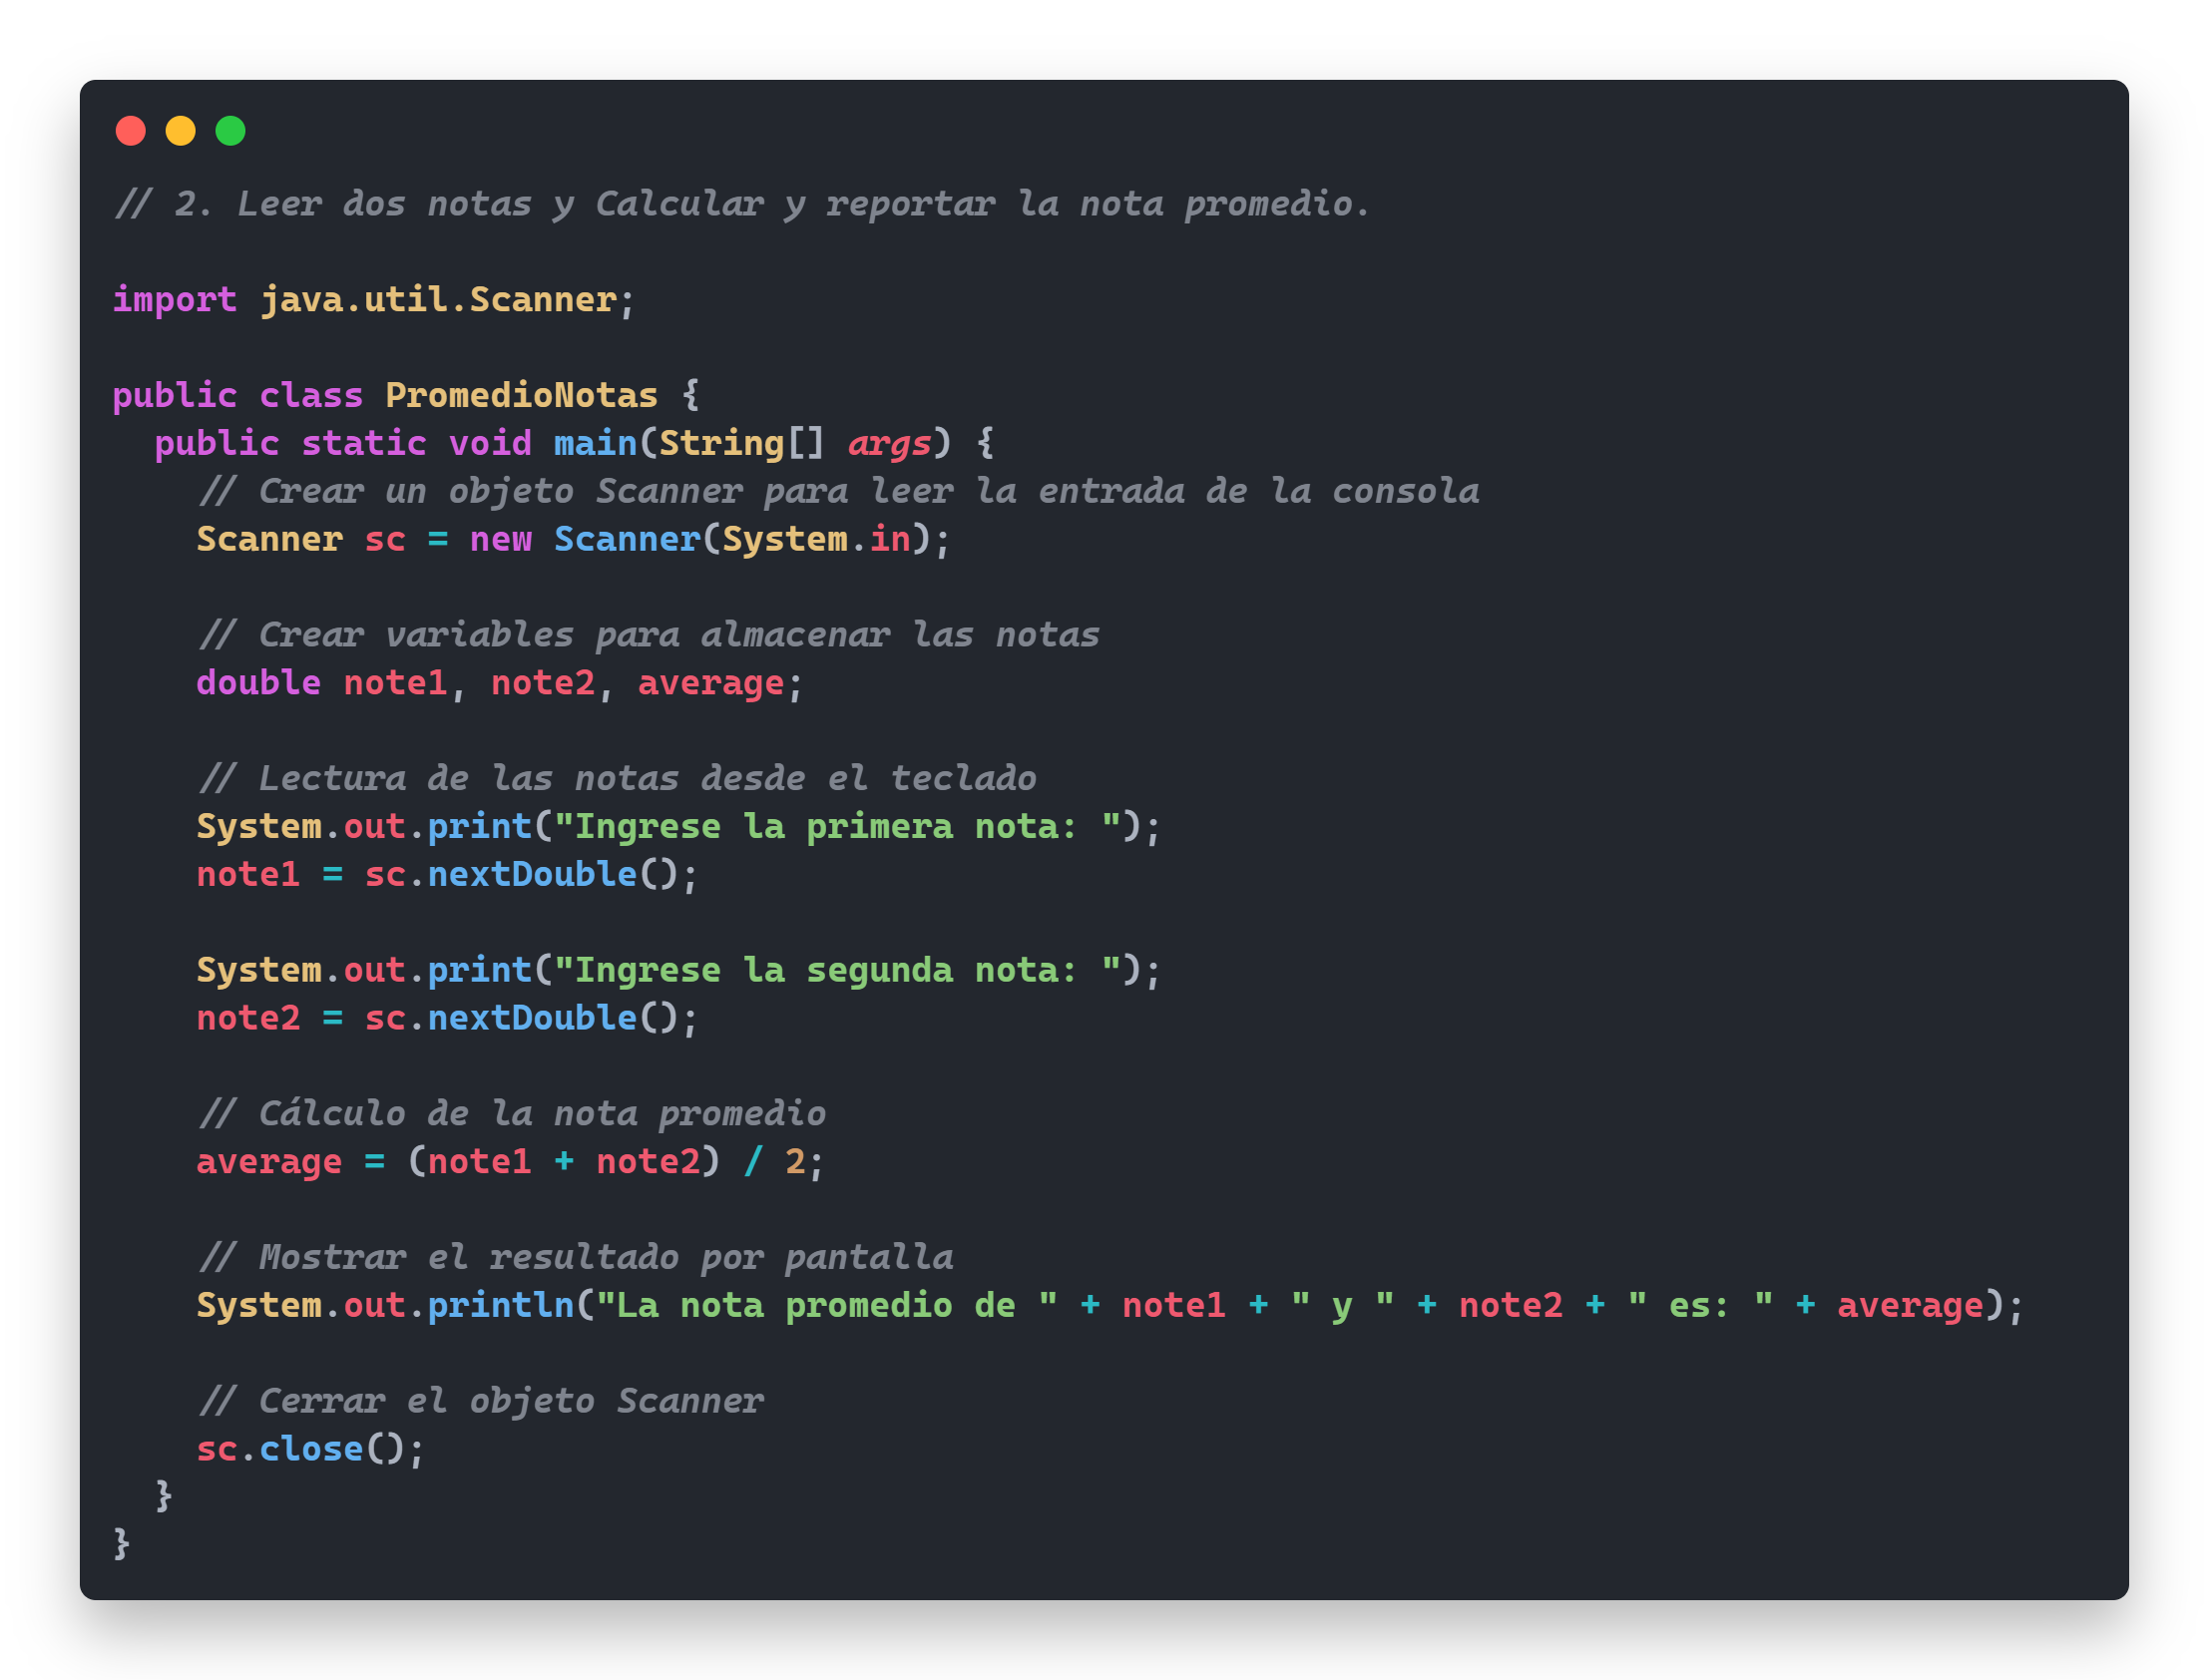 // 2. Leer dos notas y Calcular y reportar la nota promedio.
import java.util.Scanner;
public class PromedioNotas {
public static void main(String[] args) {
// Crear un objeto Scanner para leer la entrada de la consola
Scanner sc = new Scanner(System.in);
// Crear variables para almacenar las notas
double note1, note2, average;
// Lectura de las notas desde el teclado
System.out.print("Ingrese la primera nota: ");
note1 = sc.nextDouble();
System.out.print("Ingrese la segunda nota: ");
note2 = sc.nextDouble();
// Cálculo de la nota promedio
average = (note1 + note2) / 2;
// Mostrar el resultado por pantalla
System.out.println("La nota promedio de " + note1 + " y " + note2 + " es: " + average);
// Cerrar el objeto Scanner
sc.close();
}
}